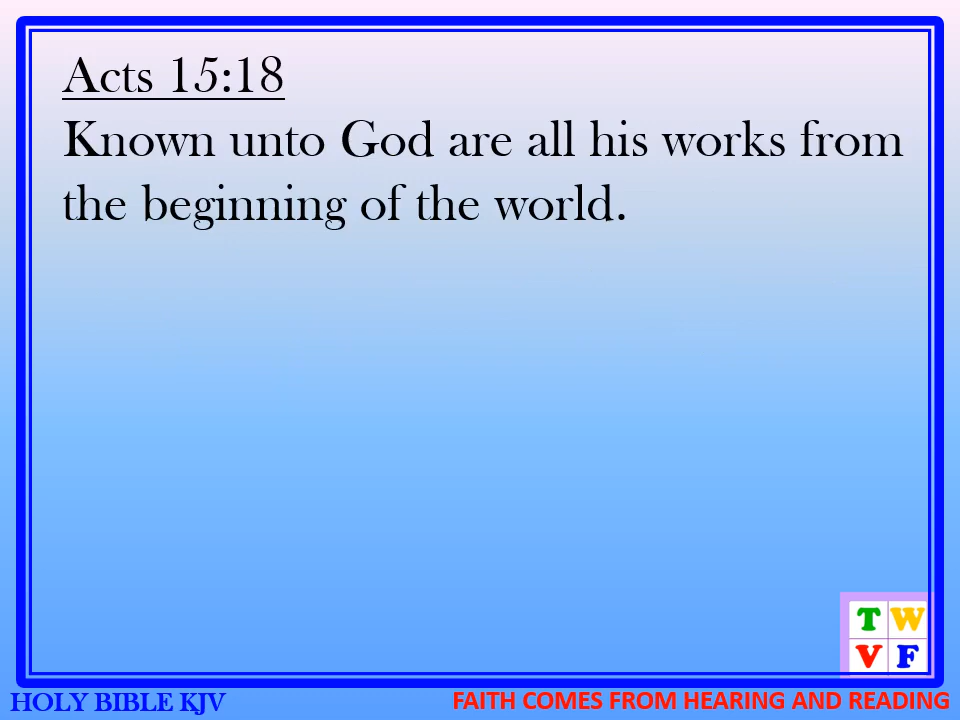 Acts 15:18
Known unto God are all his works from
the beginning of the world.
T W
V F
HOLY BIBLE KJV
FAITH COMES FROM HEARING AND READING